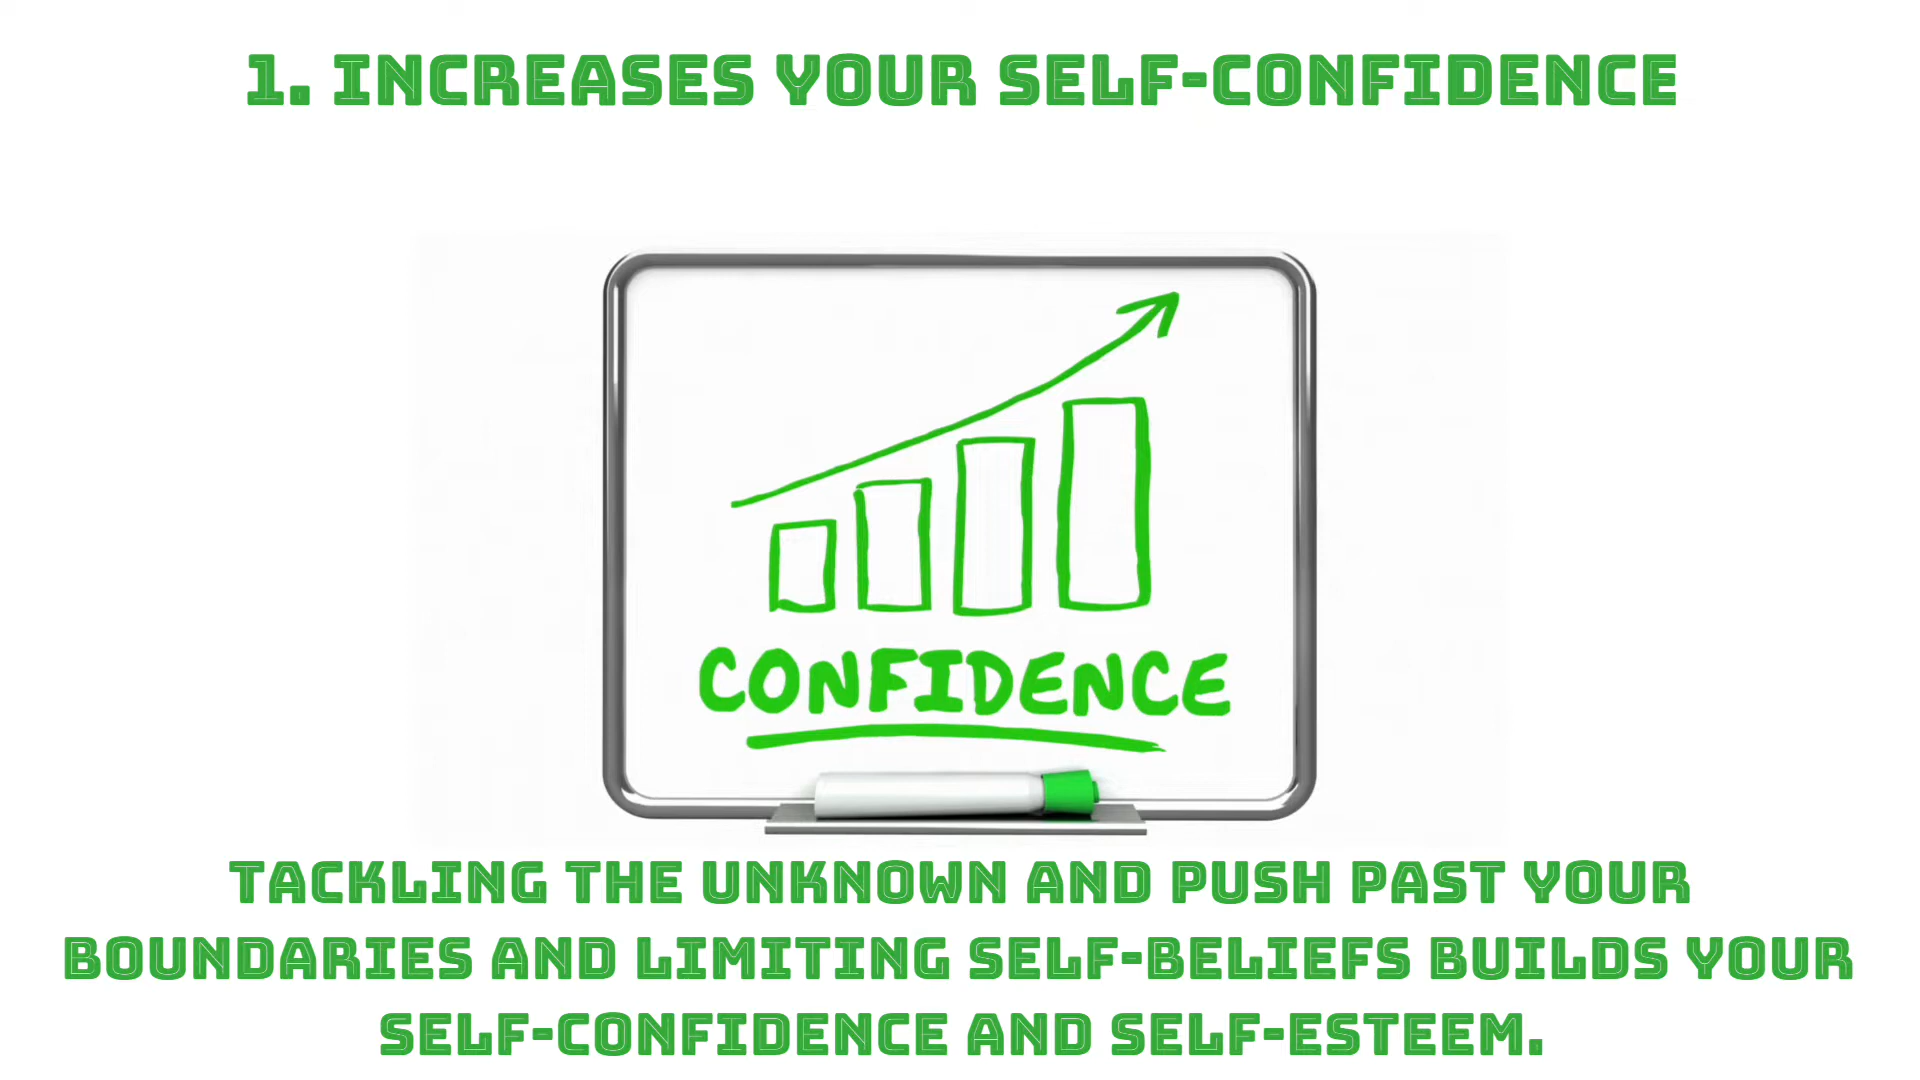 1. INCREASES YOUR SELF-CONFIDENCE
CONFIDENCE
TACKLING THE UNKNOWN AND PUSH PAST YOUR
BOUNDARIES AND LIMITING SELF-BELIEFS BUILDS YOUR
SELF-CONFIDENCE AND SELF-ESTEEM.